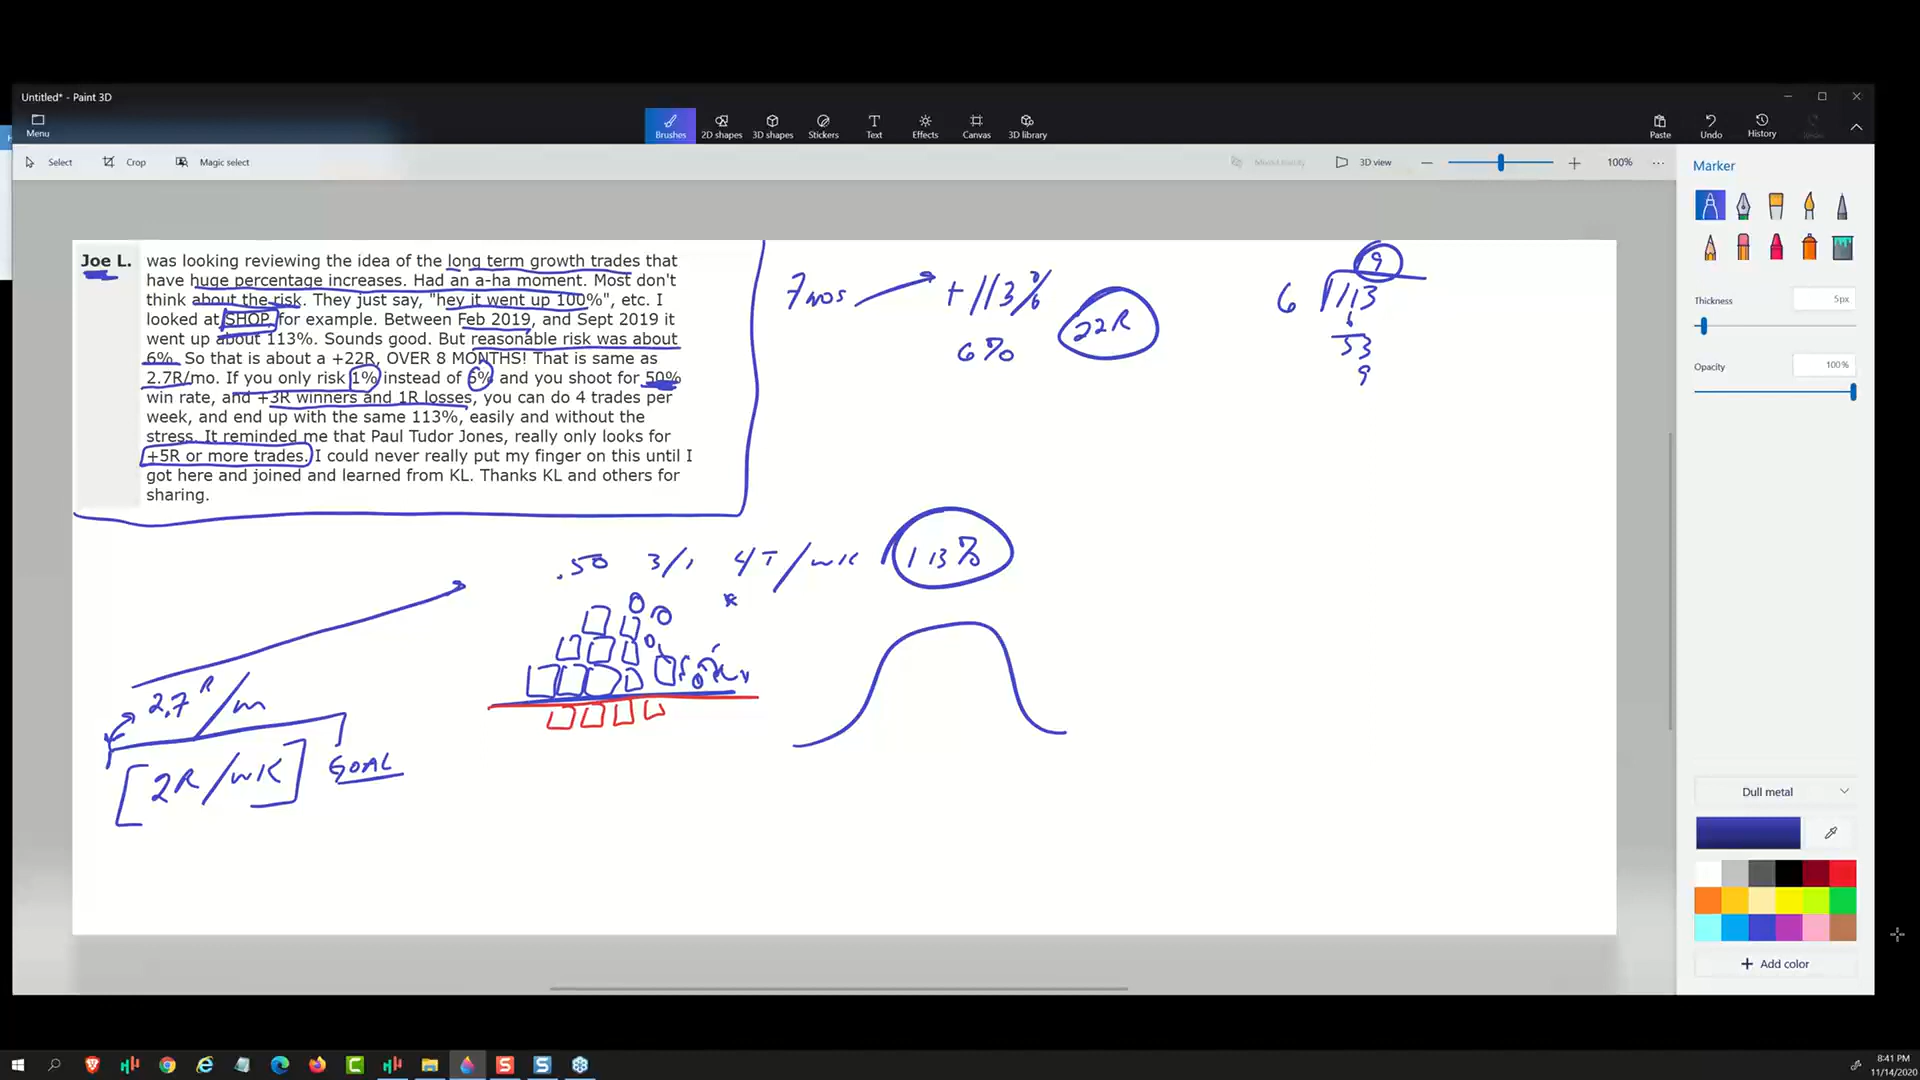 Untitled* - Paint 3D
Menu
Brushes
2D shapes
3D shapes
Stickers
Text
Effects
Canvas
3D library
Paste
Undo
History
Select
Crop
Magic select
Mixed reality
3D view
100%
Marker
Thickness
5px
Opacity
100%
Dull metal
Add color
Joe L.
was looking reviewing the idea of the long term growth trades that
have huge percentage increases. Had an a-ha moment. Most don't
think about the risk. They just say, "hey it went up 100%", etc. I
looked at SHOP, for example. Between Feb 2019, and Sept 2019 it
went up about 113%. Sounds good. But reasonable risk was about
6%. So that is about a +22R, OVER 8 MONTHS! That is same as
2.7R/mo. If you only risk 1% instead of 6% and you shoot for 50%
win rate, and +3R winners and 1R losses, you can do 4 trades per
week, and end up with the same 113%, easily and without the
stress. It reminded me that Paul Tudor Jones, really only looks for
+5R or more trades. I could never really put my finger on this until I
got here and joined and learned from KL. Thanks KL and others for
sharing.
7 mos
+113%
6%
22R
9
6
113
53
9
.50 3/1 4T/wk 113%
2.7 R/m
[2R/wk] GOAL
8:41 PM
11/14/2020